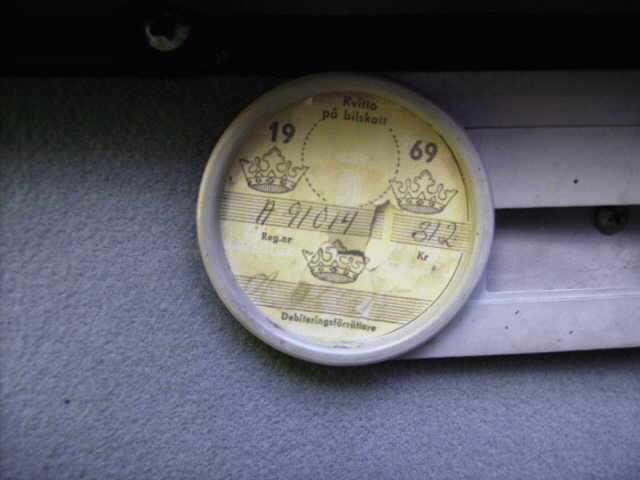 Kvitto
på bilskatt
19 69
A 91014 312
Reg.nr Kr
Debiteringsförrättare